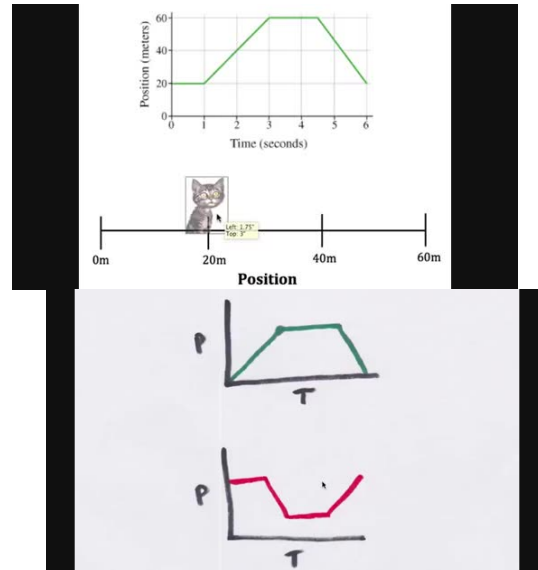 Position (meters)
60
40
20
0
0 1 2 3 4 5 6
Time (seconds)
Left: 1.75"
Top: 3"
0m 20m 40m 60m
Position
P
T
P
T